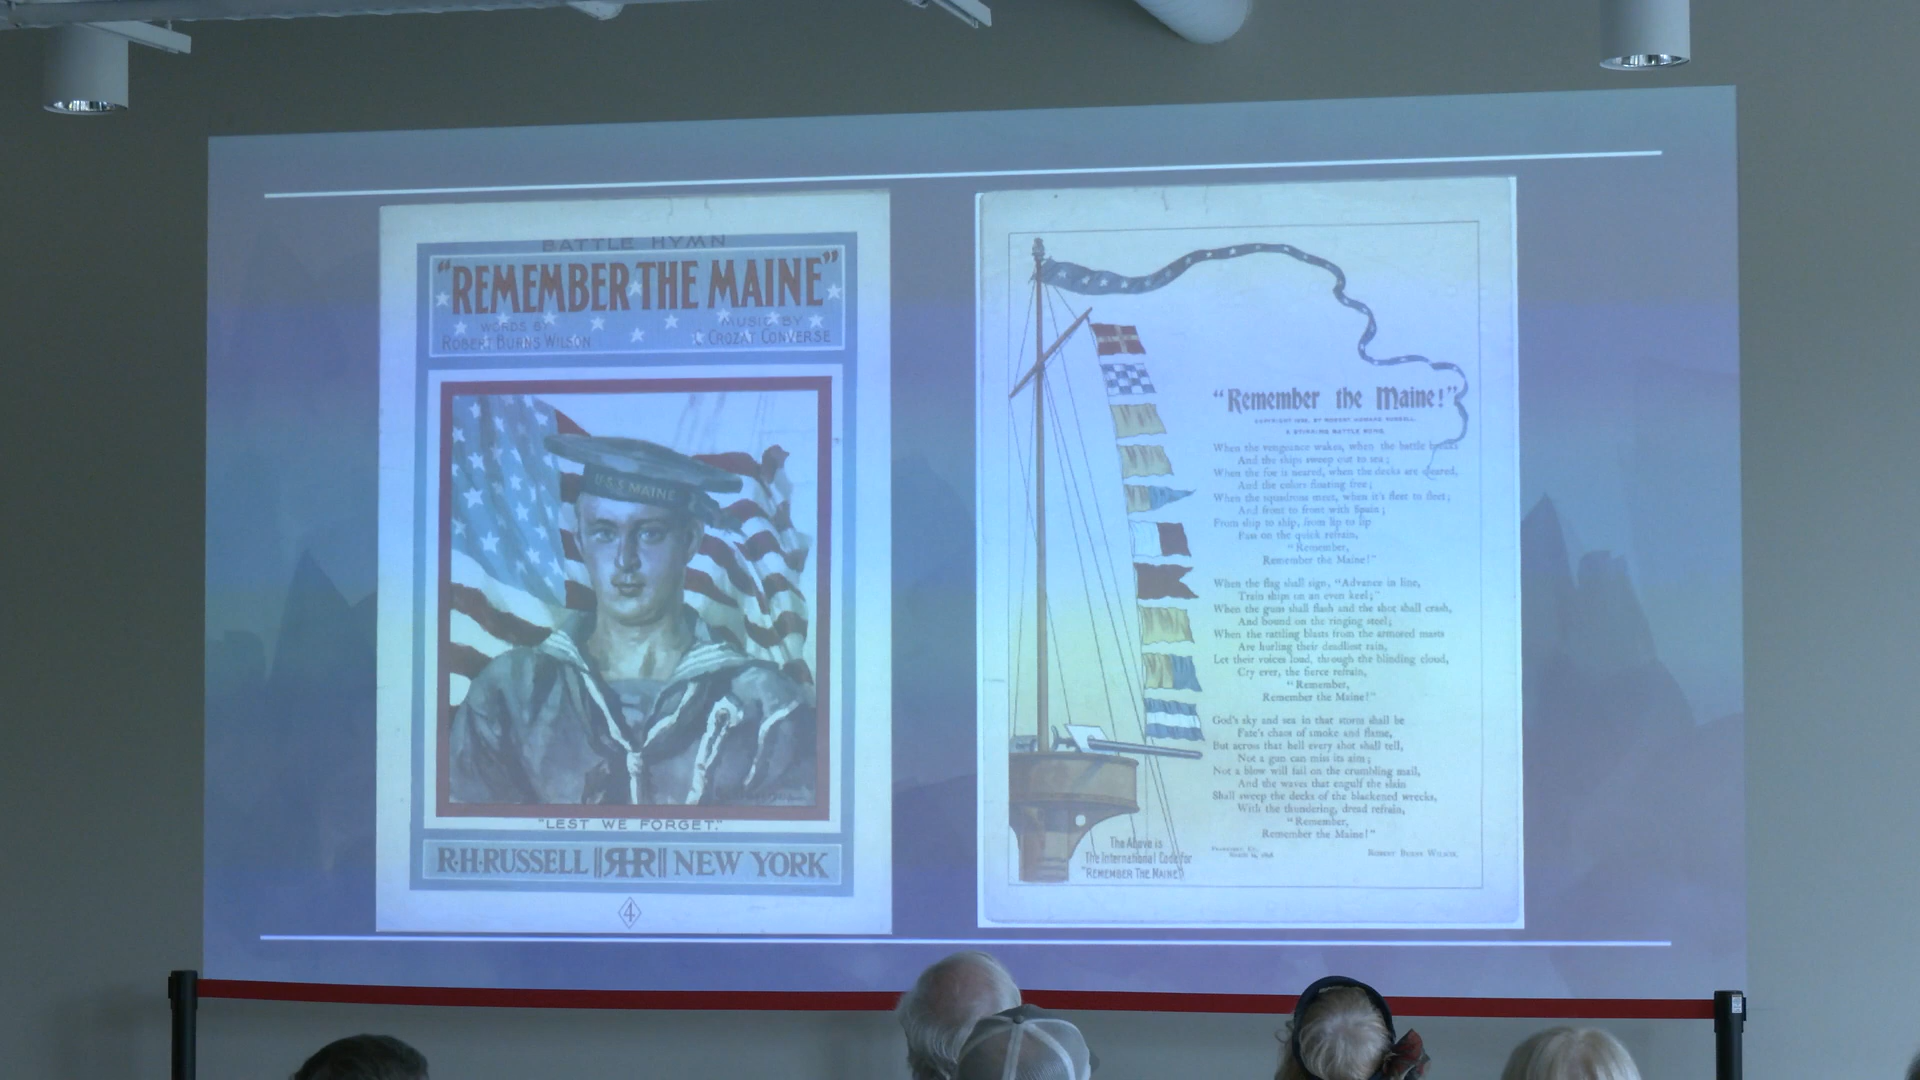 BATTLE HYMN
"REMEMBER THE MAINE"
WORDS BY
ROBERT BURNS WILSON
MUSIC BY
J. CROZAT CONVERSE
U·S·S MAINE
"LEST WE FORGET."
R·H·RUSSELL RHR NEW YORK
4
"Remember the Maine!"
COPYRIGHT 1898, BY ROBERT HOWARD RUSSELL.
A STIRRING BATTLE SONG.
When the vengeance wakes, when the battle breaks
And the ships sweep out to sea;
When the foe is neared, when the decks are cleared,
And the colors floating free;
When the squadrons meet, when it's fleet to fleet;
And front to front with Spain;
From ship to ship, from lip to lip
Pass on the quick refrain,
"Remember,
Remember the Maine!"
When the flag shall sign, "Advance in line,
Train ships on an even keel;"
When the guns shall flash and the shot shall crash,
And bound on the ringing steel;
When the rattling blasts from the armored masts
Are hurling their deadliest rain,
Let their voices loud, through the blinding cloud,
Cry ever, the fierce refrain,
"Remember,
Remember the Maine!"
God's sky and sea in that storm shall be
Fate's chaos of smoke and flame,
But across that hell every shot shall tell,
Not a gun can miss its aim;
Not a blow will fail on the crumbling mail,
And the waves that engulf the slain
Shall sweep the decks of the blackened wrecks,
With the thundering, dread refrain,
"Remember,
Remember the Maine!"
ROBERT BURNS WILSON.
The Above is
The International Code for
"REMEMBER THE MAINE"